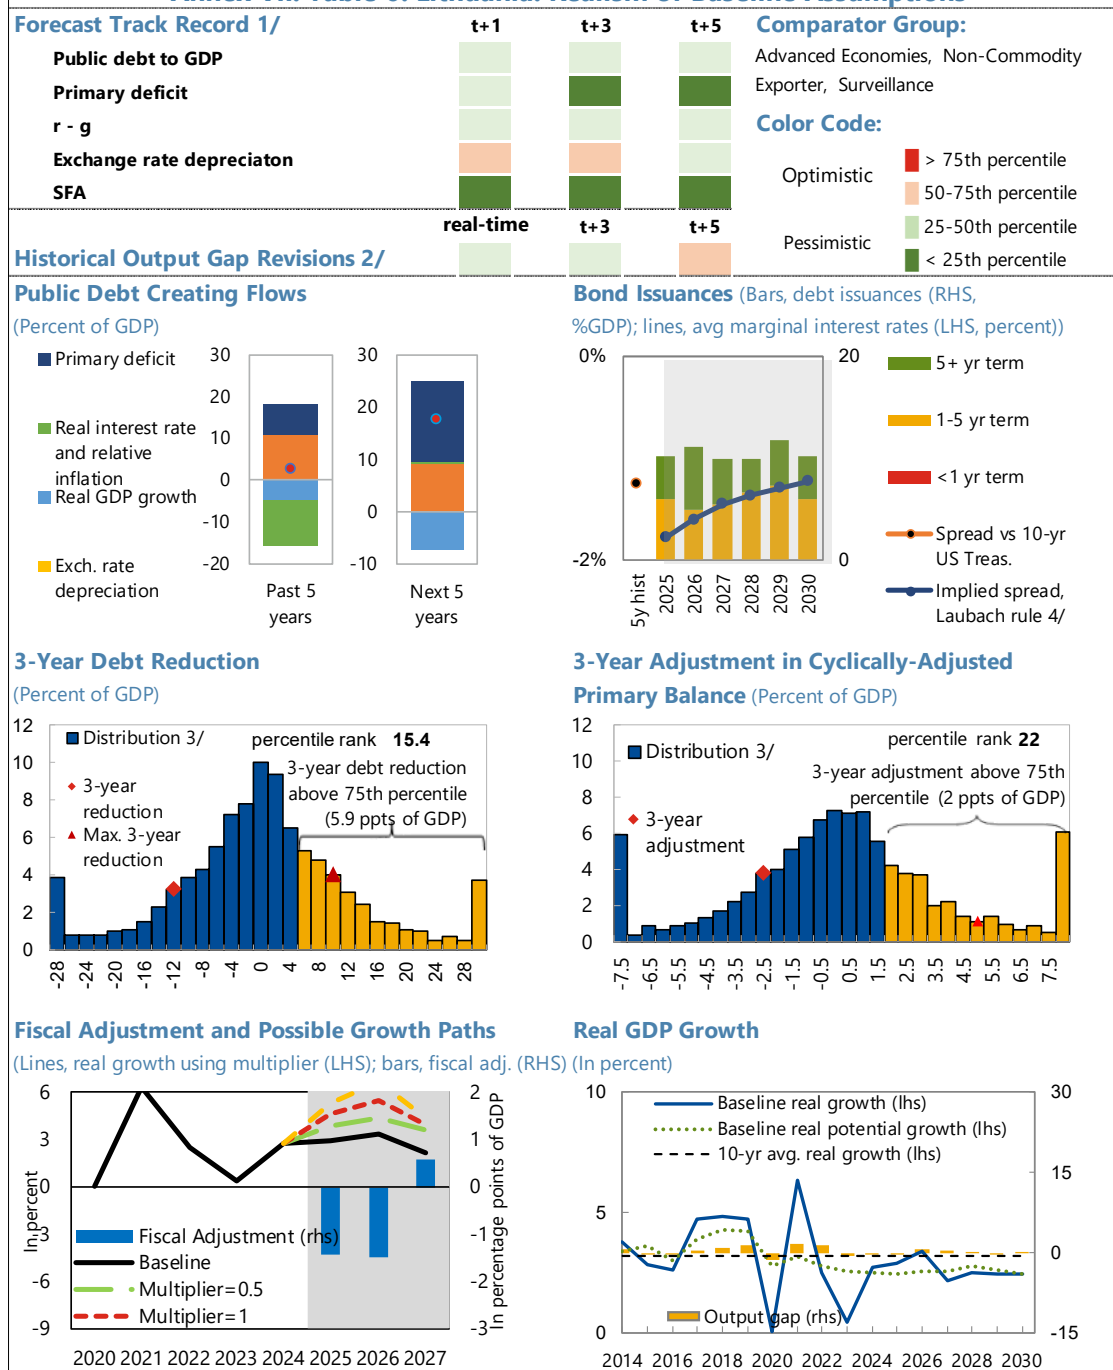 Annex VII. Table 6. Lithuania: Realism of Baseline Assumptions
Forecast Track Record 1/ t+1 t+3 t+5 Comparator Group:
Public debt to GDP
Advanced Economies, Non-Commodity
Primary deficit
Exporter, Surveillance
r - g
Color Code:
Exchange rate depreciaton
SFA
Optimistic
> 75th percentile
50-75th percentile
Pessimistic
25-50th percentile
< 25th percentile
real-time t+3 t+5
Historical Output Gap Revisions 2/
Public Debt Creating Flows
(Percent of GDP)
Primary deficit
Real interest rate
and relative
inflation
Real GDP growth
Exch. rate
depreciation
30
20
10
0
-10
-20
Past 5
years
30
20
10
0
-10
Next 5
years
Bond Issuances (Bars, debt issuances (RHS,
%GDP); lines, avg marginal interest rates (LHS, percent))
0%
-2%
20
0
5y hist 2025 2026 2027 2028 2029 2030
5+ yr term
1-5 yr term
<1 yr term
Spread vs 10-yr
US Treas.
Implied spread,
Laubach rule 4/
3-Year Debt Reduction
(Percent of GDP)
12
10
8
6
4
2
0
Distribution 3/
3-year
reduction
Max. 3-year
reduction
percentile rank 15.4
3-year debt reduction
above 75th percentile
(5.9 ppts of GDP)
-28 -24 -20 -16 -12 -8 -4 0 4 8 12 16 20 24 28
3-Year Adjustment in Cyclically-Adjusted
Primary Balance (Percent of GDP)
12
10
8
6
4
2
0
Distribution 3/
3-year
adjustment
percentile rank 22
3-year adjustment above 75th
percentile (2 ppts of GDP)
-7.5 -6.5 -5.5 -4.5 -3.5 -2.5 -1.5 -0.5 0.5 1.5 2.5 3.5 4.5 5.5 6.5 7.5
Fiscal Adjustment and Possible Growth Paths
(Lines, real growth using multiplier (LHS); bars, fiscal adj. (RHS)
6
3
0
-3
-6
-9
In percent
2
1
0
-1
-2
-3
In percentage points of GDP
Fiscal Adjustment (rhs)
Baseline
Multiplier=0.5
Multiplier=1
2020 2021 2022 2023 2024 2025 2026 2027
Real GDP Growth
(In percent)
10
5
0
30
15
0
-15
Baseline real growth (lhs)
Baseline real potential growth (lhs)
10-yr avg. real growth (lhs)
Output gap (rhs)
2014 2016 2018 2020 2022 2024 2026 2028 2030